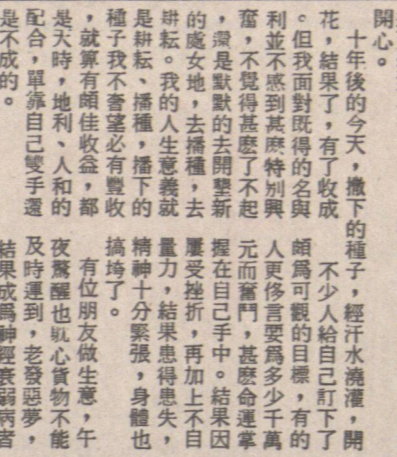 開心。
十年後的今天,撒下的種子,經汗水澆灌,開
花,結果了,有了收成
。但我面對既得的名與
利並不感到甚麽特別興
奮,不覺得甚麽了不起
,還是默默的去開墾新
的處女地,去播種,去
耕耘。我的人生意義就
是耕耘、播種,播下的
種子我不奢望必有豐收
,就算有頗佳收益,都
是天時,地利、人和的
配合,單靠自己雙手還
是不成的。
不少人給自己訂下了
頗爲可觀的目標,有的
人更侈言要爲多少千萬
元而奮鬥,甚麽命運掌
握在自己手中。結果因
屢受挫折,再加上不自
量力,結果患得患失,
精神十分緊張,身體也
搞垮了。
有位朋友做生意,午
夜驚醒也耽心貨物不能
及時運到,老發惡夢,
結果成爲神經衰弱病者